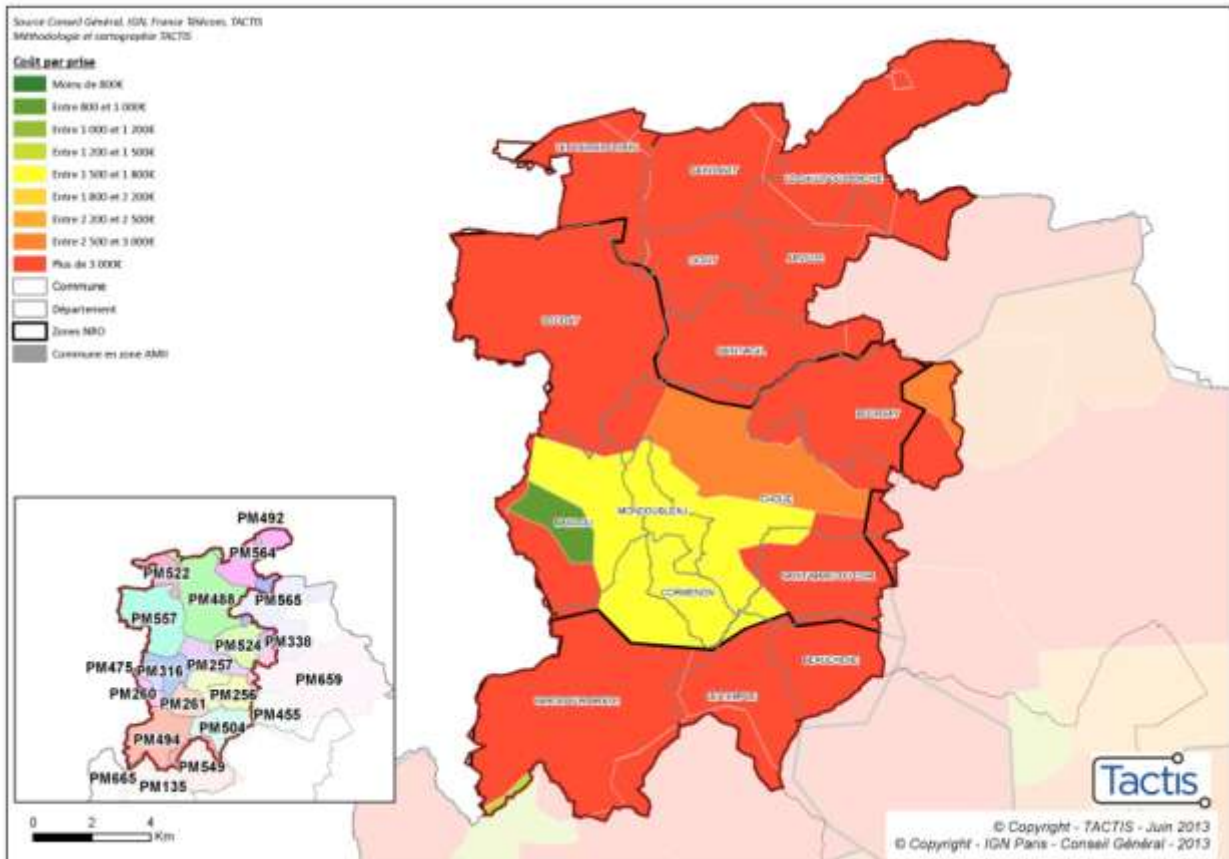 Source Conseil Général, IGN, France Télécom, TACTIS
Méthodologie et cartographie TACTIS
Coût par prise
Moins de 800€
Entre 800 et 1 000€
Entre 1 000 et 1 200€
Entre 1 200 et 1 500€
Entre 1 500 et 1 800€
Entre 1 800 et 2 200€
Entre 2 200 et 2 500€
Entre 2 500 et 3 000€
Plus de 3 000€
Commune
Département
Zones NRO
Commune en zone AMII
OIGNY
ARVILLE
SOUDAY
BOURSAY
CHOUE
MONDOUBLEAU
CORMENON
PM492
PM564
PM522
PM488
PM565
PM557
PM524
PM338
PM475
PM316
PM257
PM659
PM260
PM256
PM261
PM455
PM504
PM494
PM549
PM665
PM135
0 2 4
Km
Tactis
© Copyright - TACTIS - Juin 2013
© Copyright - IGN Paris - Conseil Général - 2013